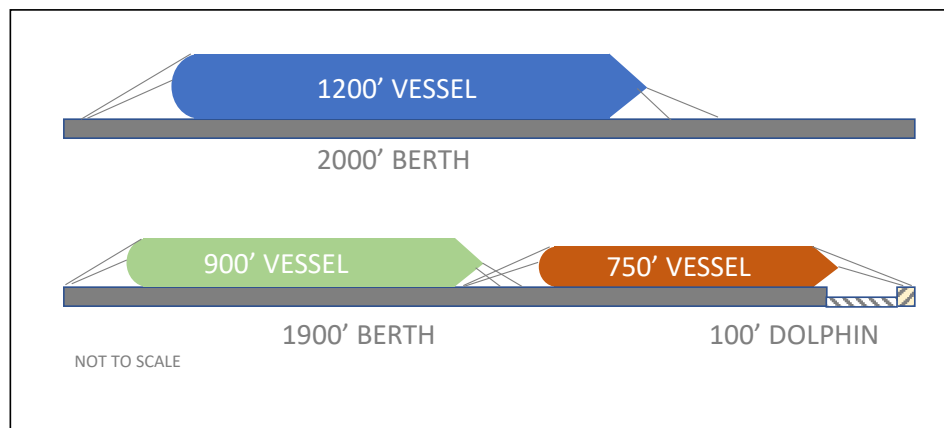 1200’ VESSEL
2000’ BERTH
900’ VESSEL
750’ VESSEL
1900’ BERTH
100’ DOLPHIN
NOT TO SCALE